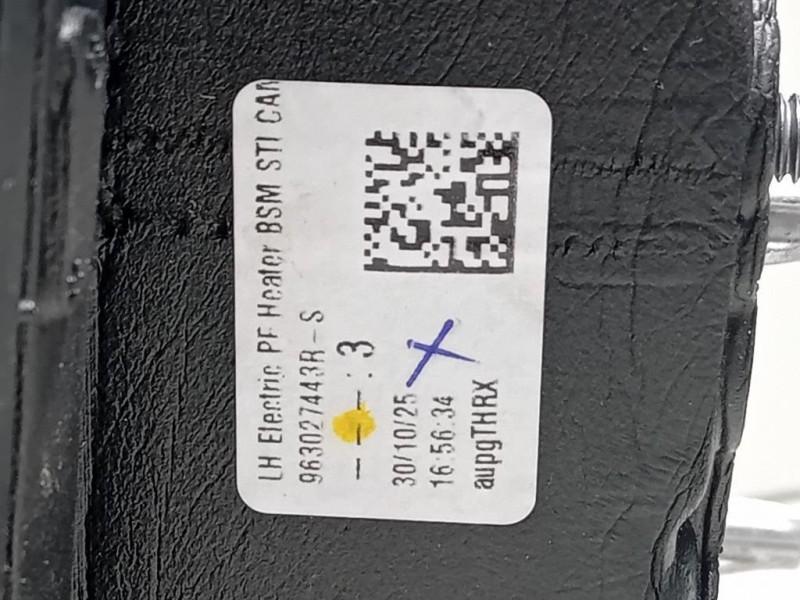 LH Electric PF Heater BSM STI CAN
963027443R-S
---:3
30/10/25
16:56:34
aupgTHRX